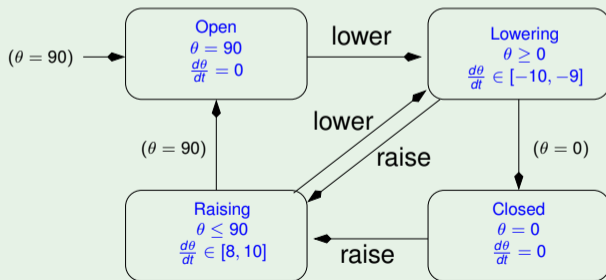 Open
θ = 90
dθ/dt = 0
(θ = 90)
lower
Lowering
θ ≥ 0
dθ/dt ∈ [−10, −9]
(θ = 90)
lower
raise
(θ = 0)
Raising
θ ≤ 90
dθ/dt ∈ [8, 10]
raise
Closed
θ = 0
dθ/dt = 0